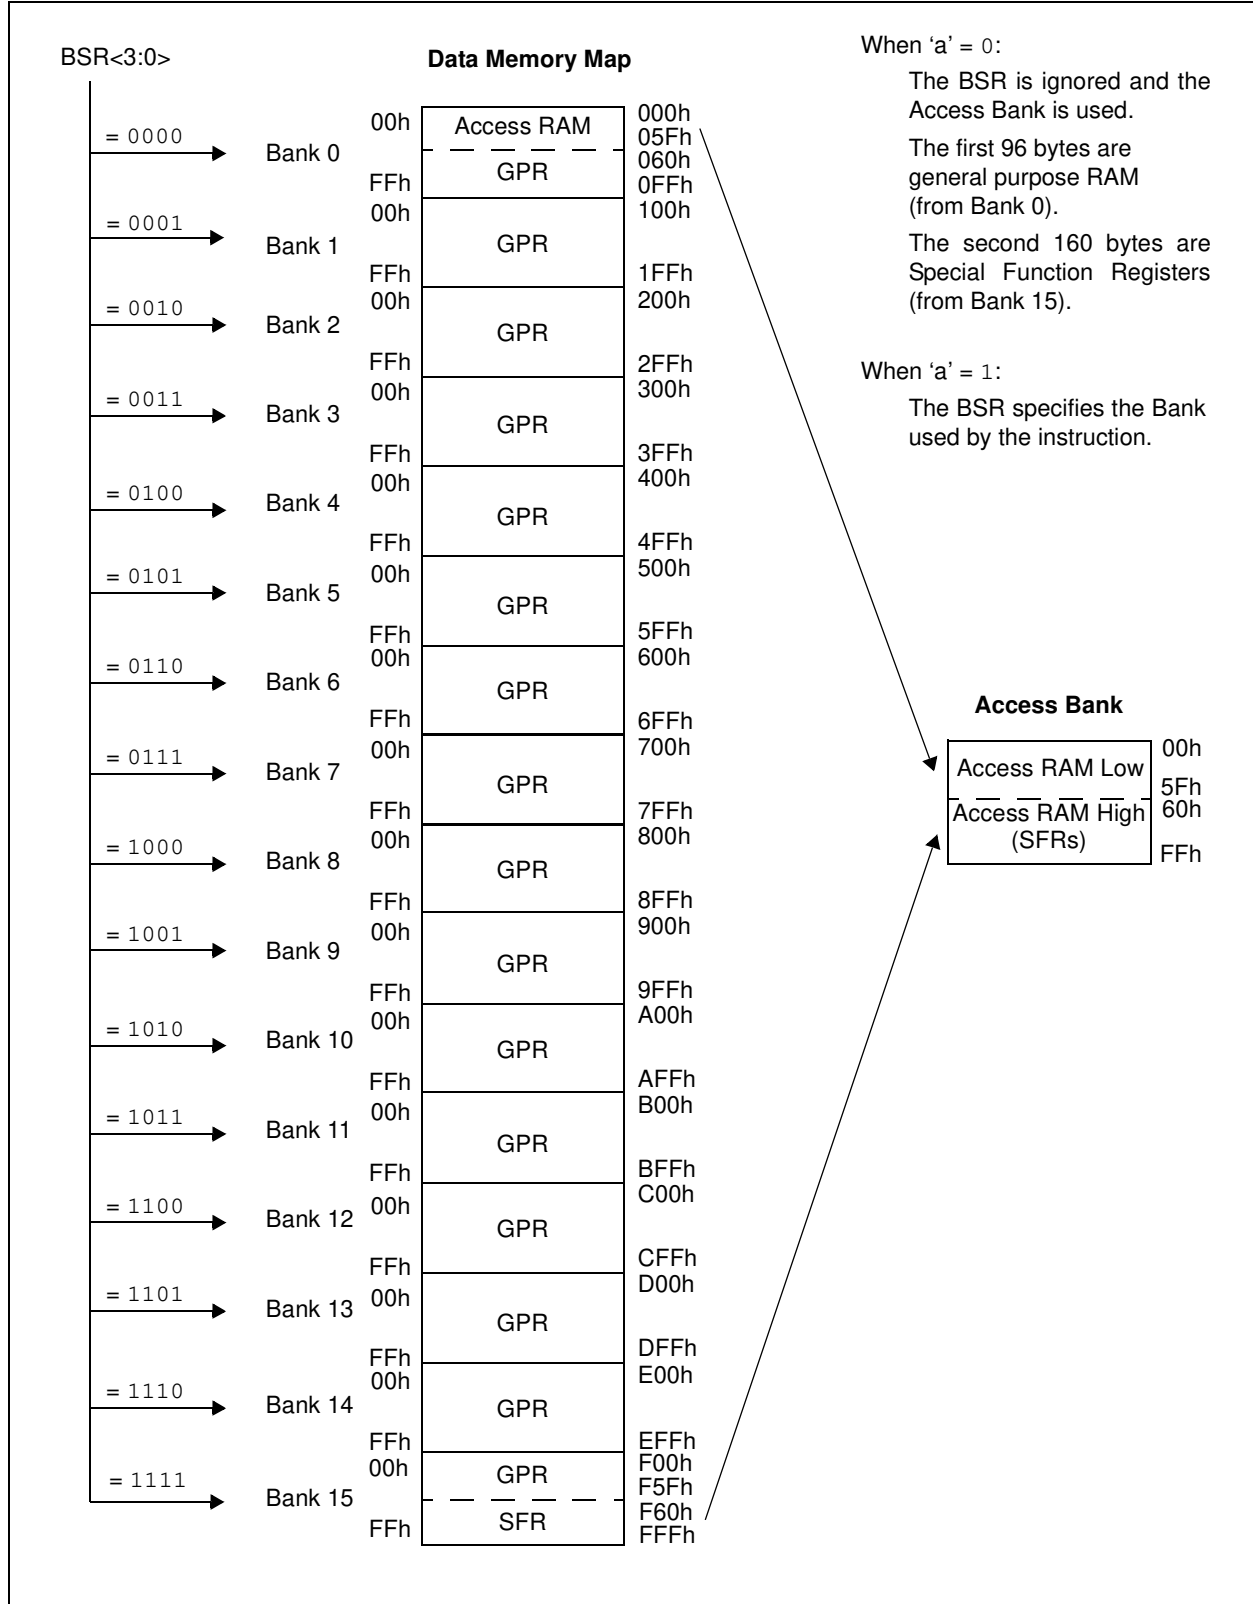 BSR<3:0>
Data Memory Map
When ‘a’ = 0:
The BSR is ignored and the
Access Bank is used.
The first 96 bytes are
general purpose RAM
(from Bank 0).
The second 160 bytes are
Special Function Registers
(from Bank 15).
When ‘a’ = 1:
The BSR specifies the Bank
used by the instruction.
= 0000
Bank 0
00h
Access RAM
000h
05Fh
GPR
060h
FFh
0FFh
= 0001
Bank 1
00h
GPR
100h
FFh
1FFh
= 0010
Bank 2
00h
GPR
200h
FFh
2FFh
= 0011
Bank 3
00h
GPR
300h
FFh
3FFh
= 0100
Bank 4
00h
GPR
400h
FFh
4FFh
= 0101
Bank 5
00h
GPR
500h
FFh
5FFh
= 0110
Bank 6
00h
GPR
600h
FFh
6FFh
= 0111
Bank 7
00h
GPR
700h
FFh
7FFh
= 1000
Bank 8
00h
GPR
800h
FFh
8FFh
= 1001
Bank 9
00h
GPR
900h
FFh
9FFh
= 1010
Bank 10
00h
GPR
A00h
FFh
AFFh
= 1011
Bank 11
00h
GPR
B00h
FFh
BFFh
= 1100
Bank 12
00h
GPR
C00h
FFh
CFFh
= 1101
Bank 13
00h
GPR
D00h
FFh
DFFh
= 1110
Bank 14
00h
GPR
E00h
FFh
EFFh
= 1111
Bank 15
00h
GPR
F00h
F5Fh
SFR
F60h
FFh
FFFh
Access Bank
Access RAM Low
00h
5Fh
Access RAM High
(SFRs)
60h
FFh